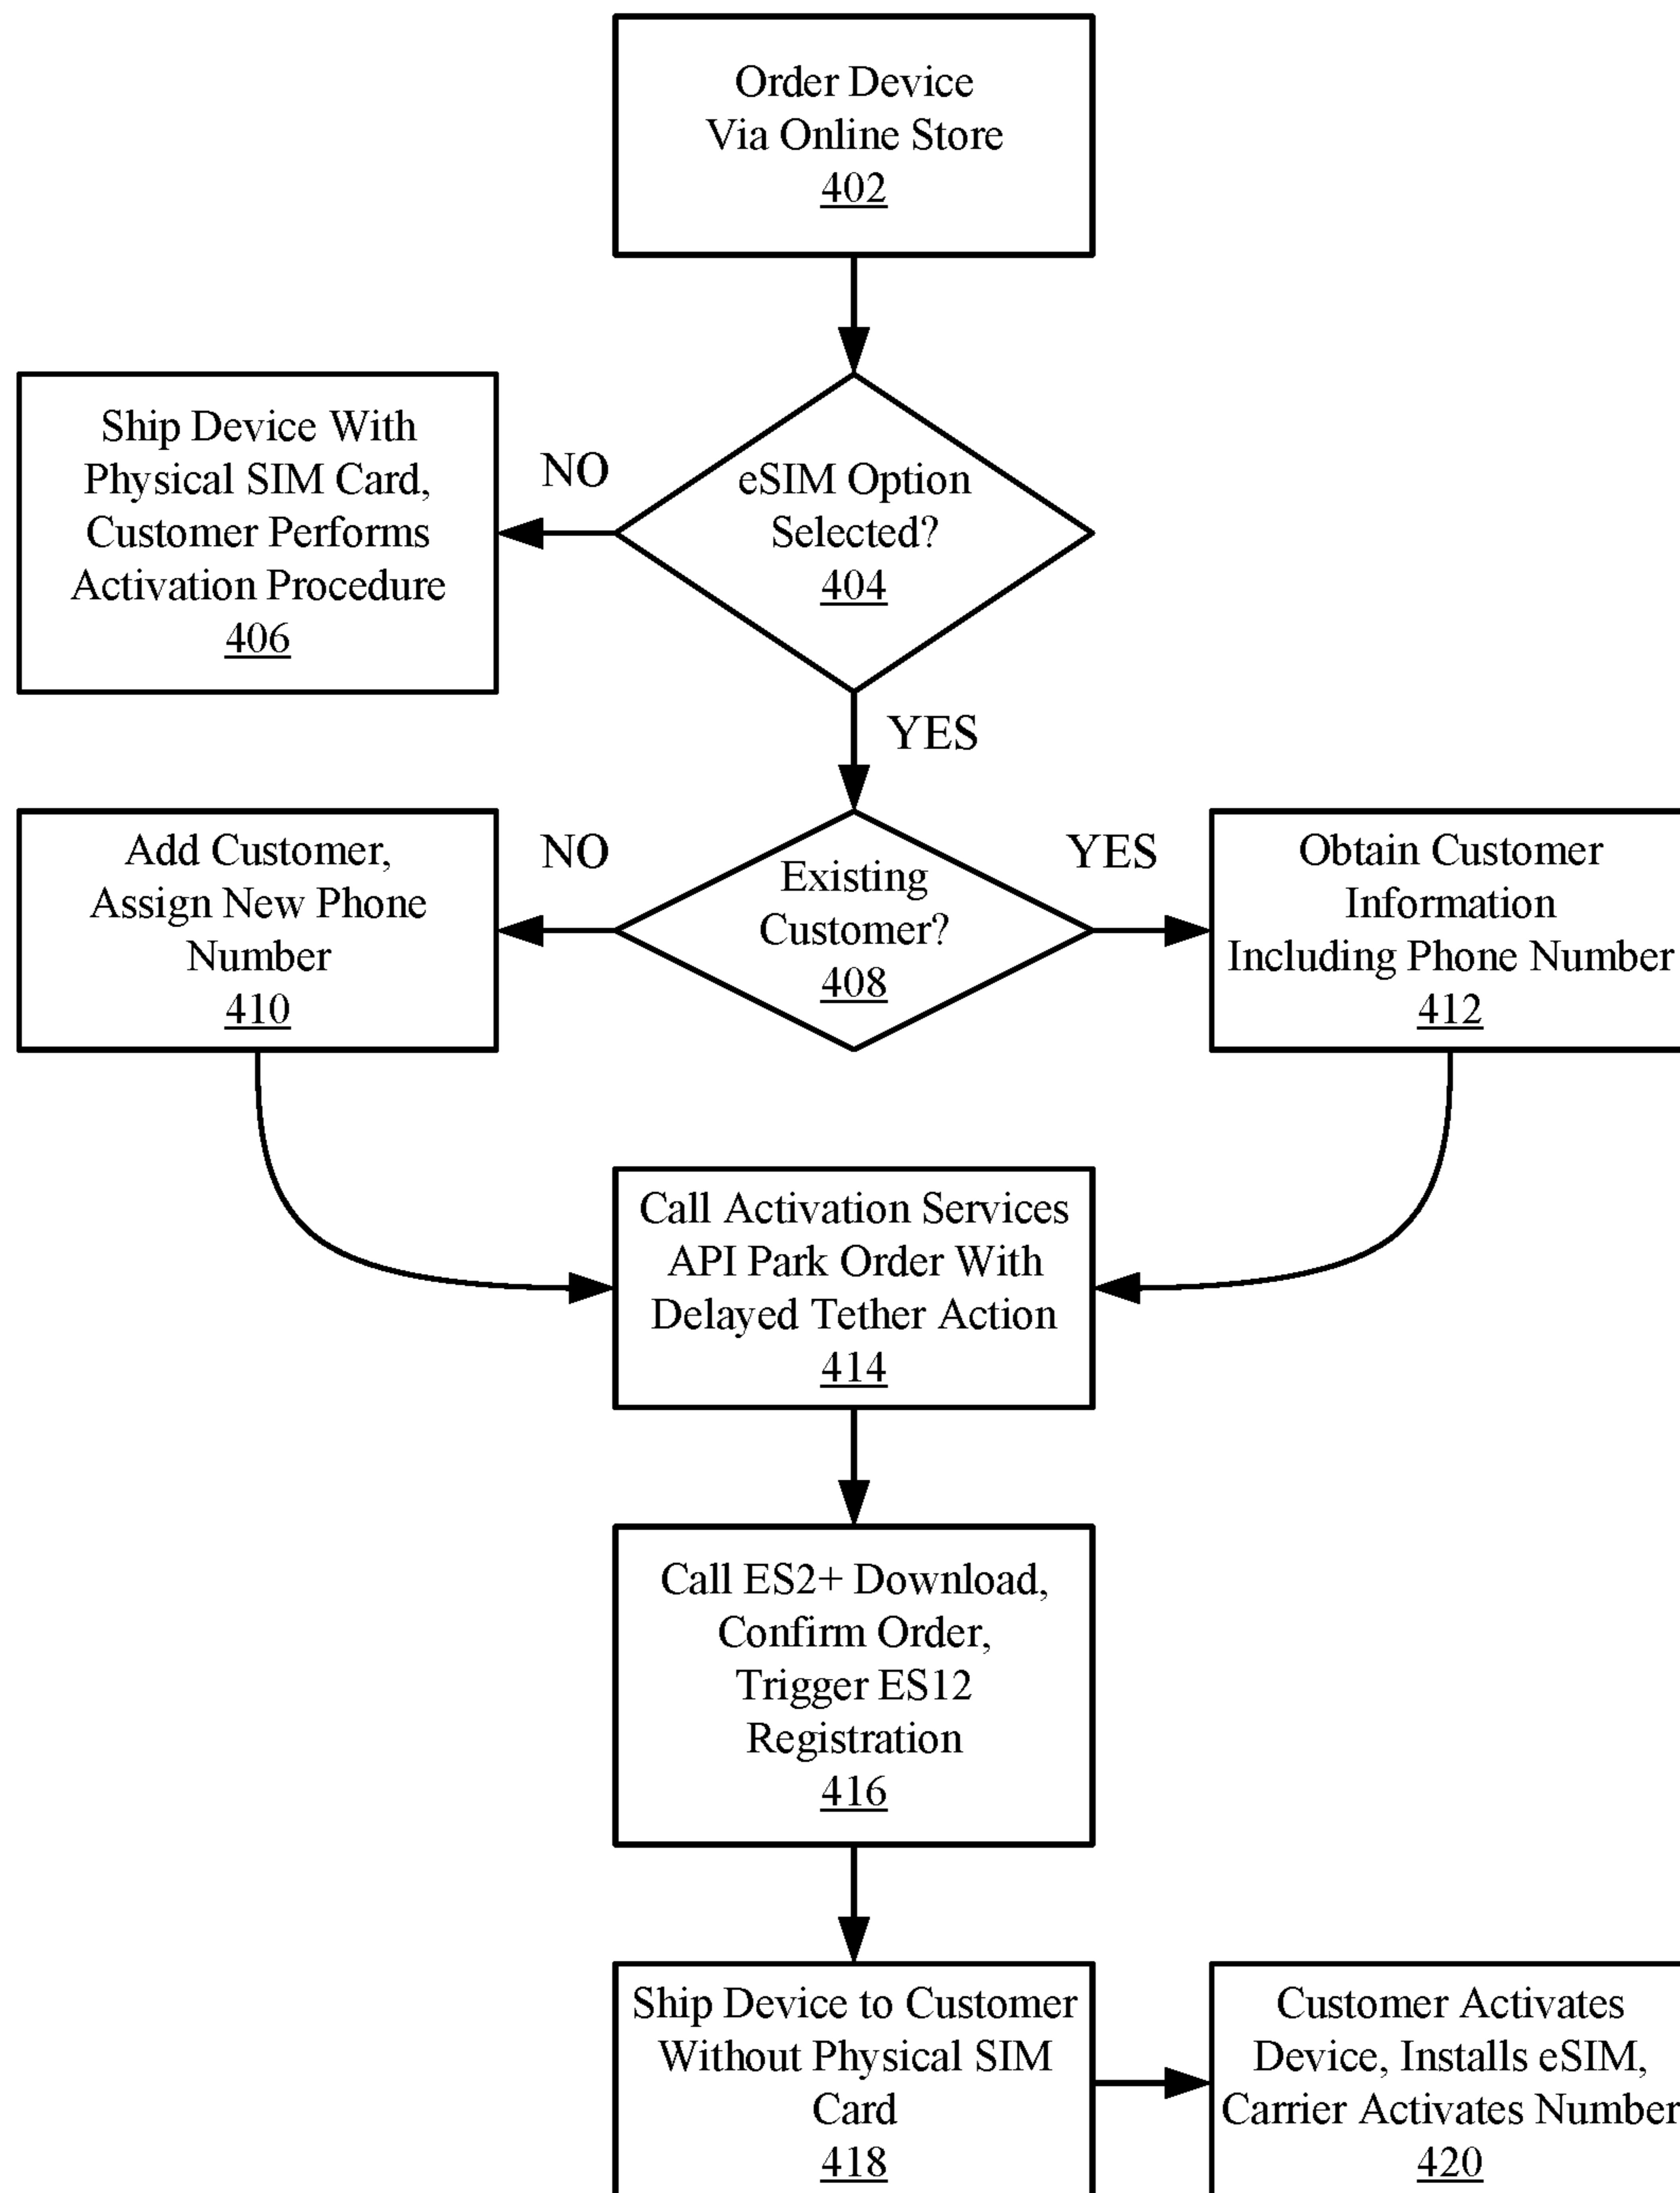 Order Device
Via Online Store
402
Ship Device With
Physical SIM Card,
Customer Performs
Activation Procedure
406
NO
eSIM Option
Selected?
404
YES
Add Customer,
Assign New Phone
Number
410
NO
Existing
Customer?
408
YES
Obtain Customer
Information
Including Phone Number
412
Call Activation Services
API Park Order With
Delayed Tether Action
414
Call ES2+ Download,
Confirm Order,
Trigger ES12
Registration
416
Ship Device to Customer
Without Physical SIM
Card
418
Customer Activates
Device, Installs eSIM,
Carrier Activates Number
420